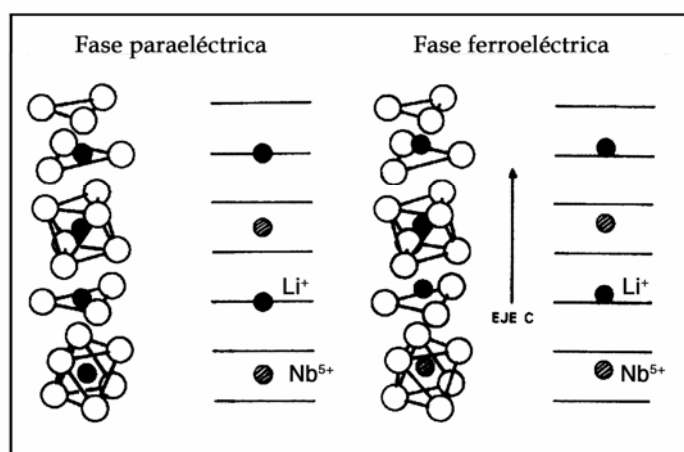 Fase paraeléctrica
Fase ferroeléctrica
Li⁺
Nb⁵⁺
EJE C
Li⁺
Nb⁵⁺